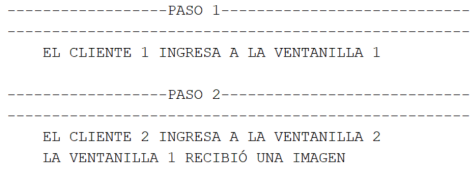 ------------------PASO 1----------------------------
----------------------------------------------------
EL CLIENTE 1 INGRESA A LA VENTANILLA 1
------------------PASO 2----------------------------
----------------------------------------------------
EL CLIENTE 2 INGRESA A LA VENTANILLA 2
LA VENTANILLA 1 RECIBIÓ UNA IMAGEN